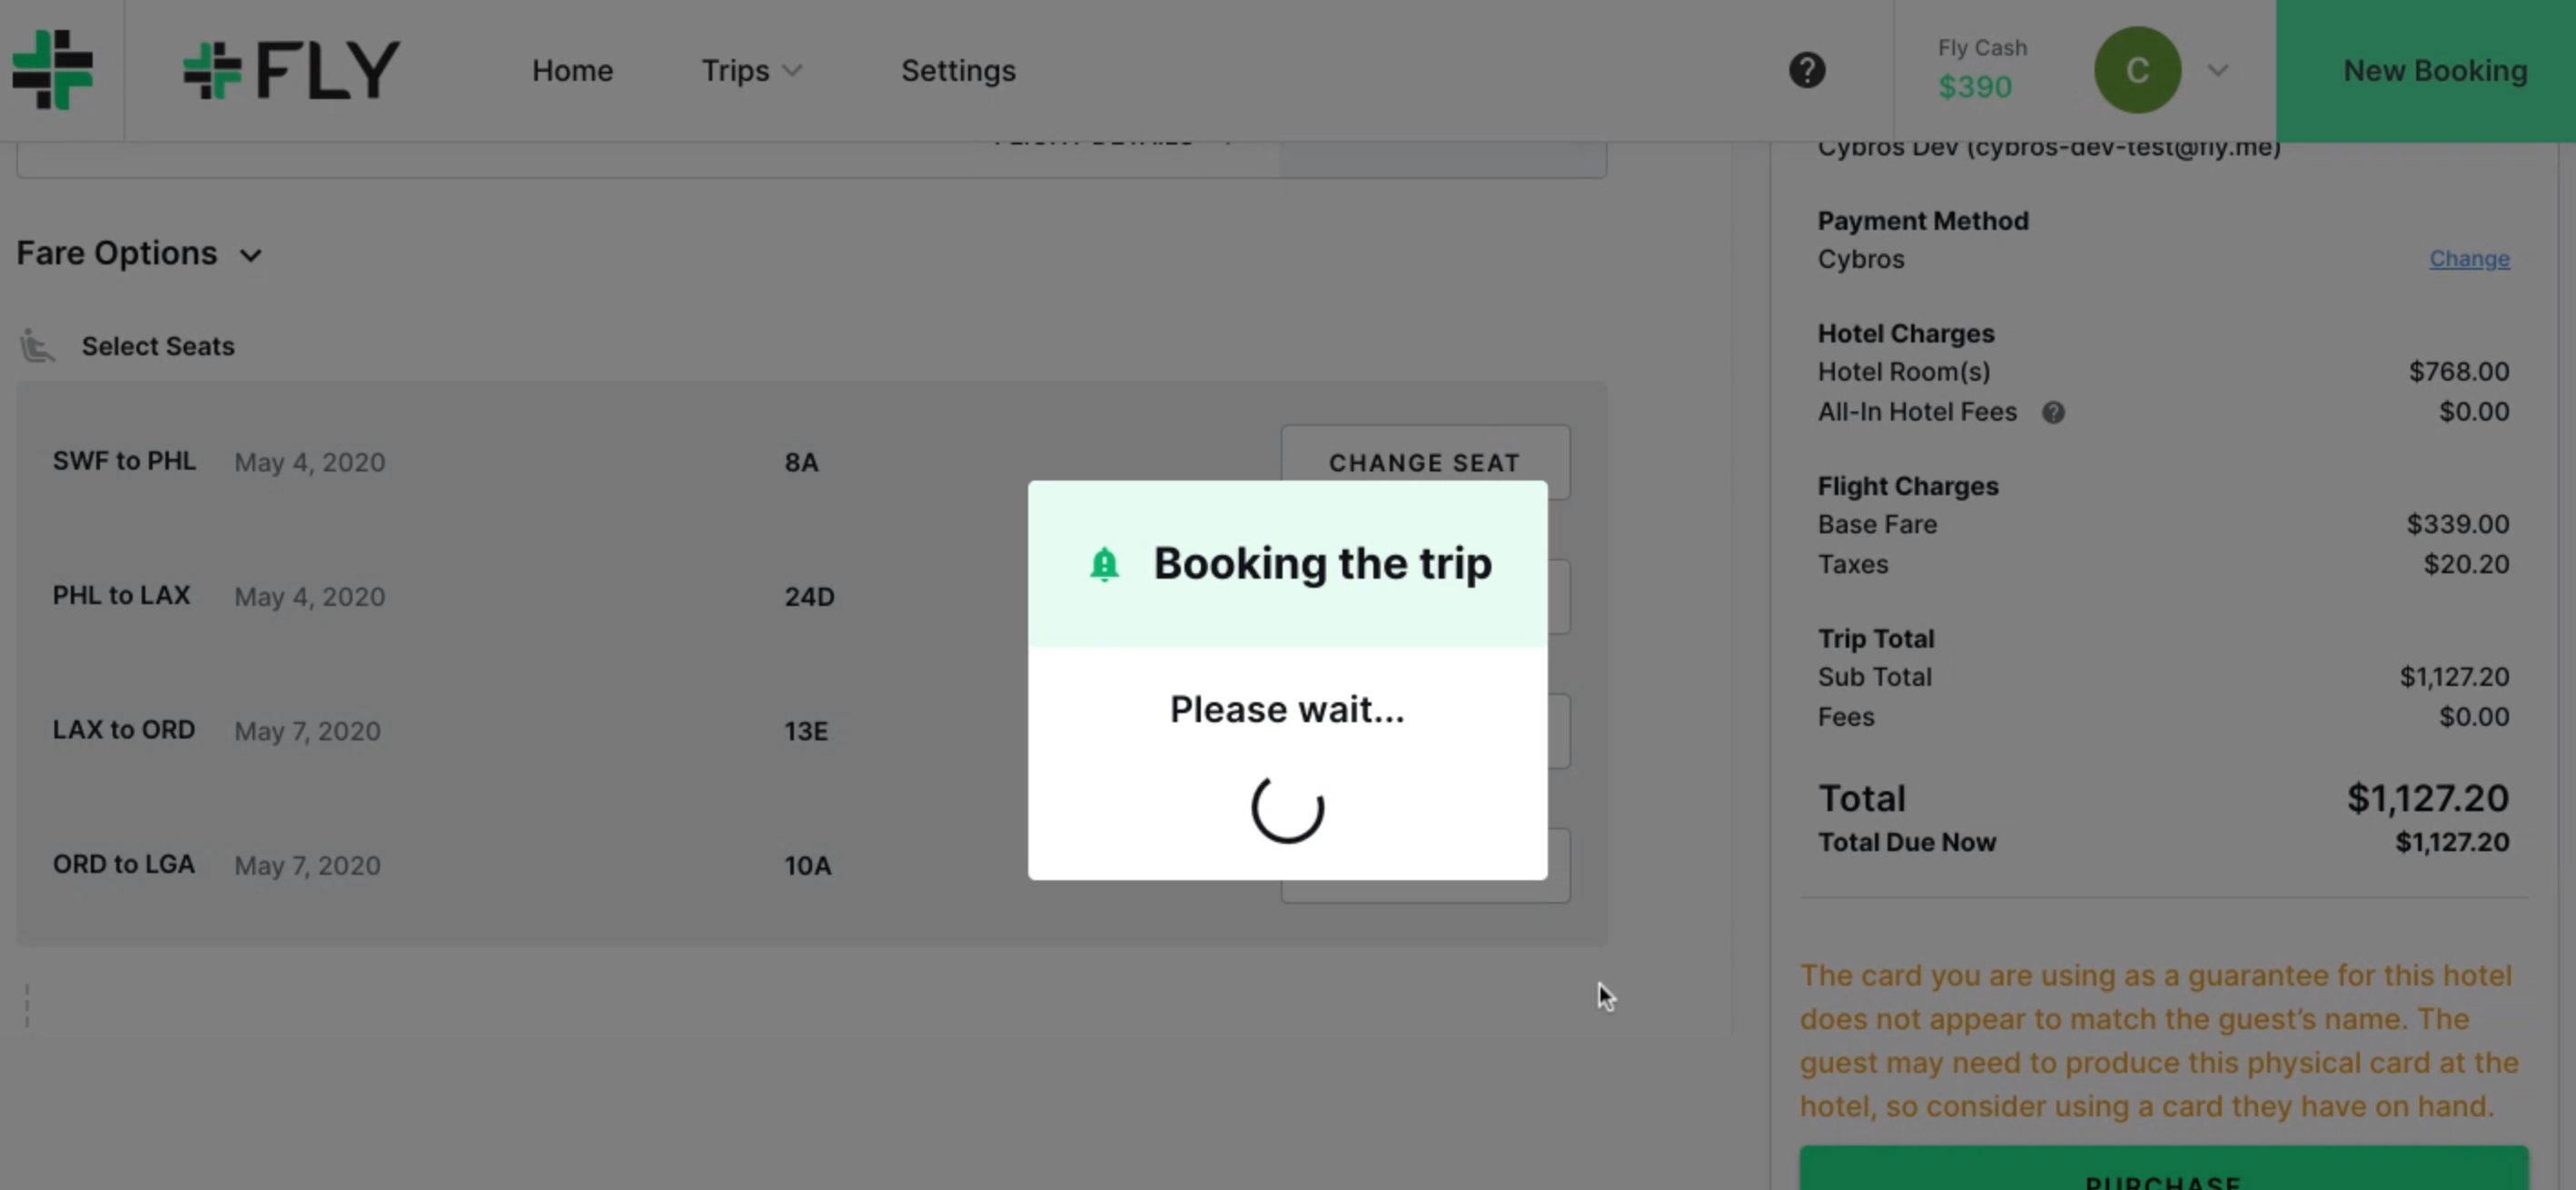 FLY
Home
Trips
Settings
?
Fly Cash
$390
C
New Booking
FLIGHT DETAILS
Cybros Dev (cybros-dev-test@fly.me)
Fare Options
Select Seats
SWF to PHL May 4, 2020 8A CHANGE SEAT
PHL to LAX May 4, 2020 24D
LAX to ORD May 7, 2020 13E
ORD to LGA May 7, 2020 10A
Booking the trip
Please wait...
Payment Method
Cybros Change
Hotel Charges
Hotel Room(s) $768.00
All-In Hotel Fees ? $0.00
Flight Charges
Base Fare $339.00
Taxes $20.20
Trip Total
Sub Total $1,127.20
Fees $0.00
Total $1,127.20
Total Due Now $1,127.20
The card you are using as a guarantee for this hotel
does not appear to match the guest’s name. The
guest may need to produce this physical card at the
hotel, so consider using a card they have on hand.
PURCHASE